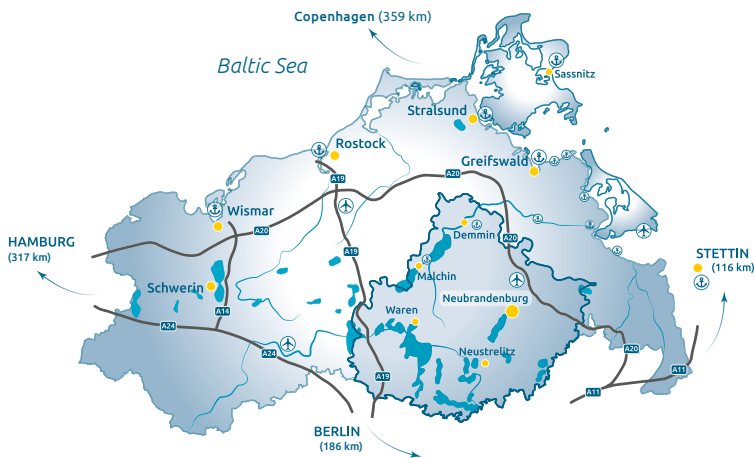 Copenhagen (359 km)
Baltic Sea
Sassnitz
Stralsund
Rostock
Greifswald
A19
A20
Wismar
A20
HAMBURG
(317 km)
Demmin
A20
A19
STETTIN
(116 km)
Malchin
Schwerin
Neubrandenburg
A14
Waren
A24
A24
Neustrelitz
A20
A19
A11
A11
BERLIN
(186 km)